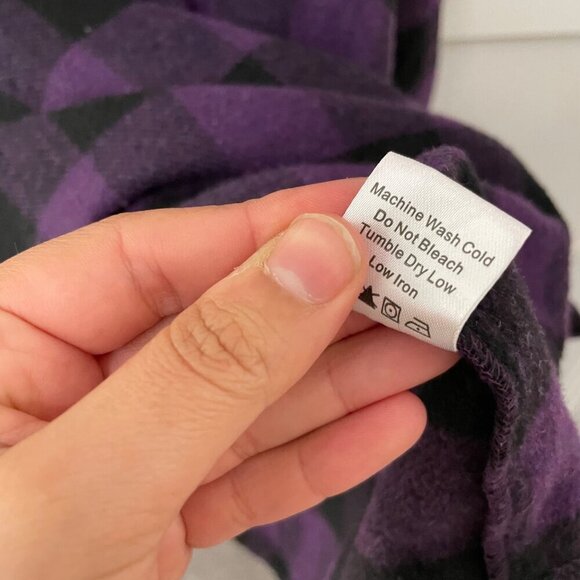 Machine Wash Cold
Do Not Bleach
Tumble Dry Low
Low Iron